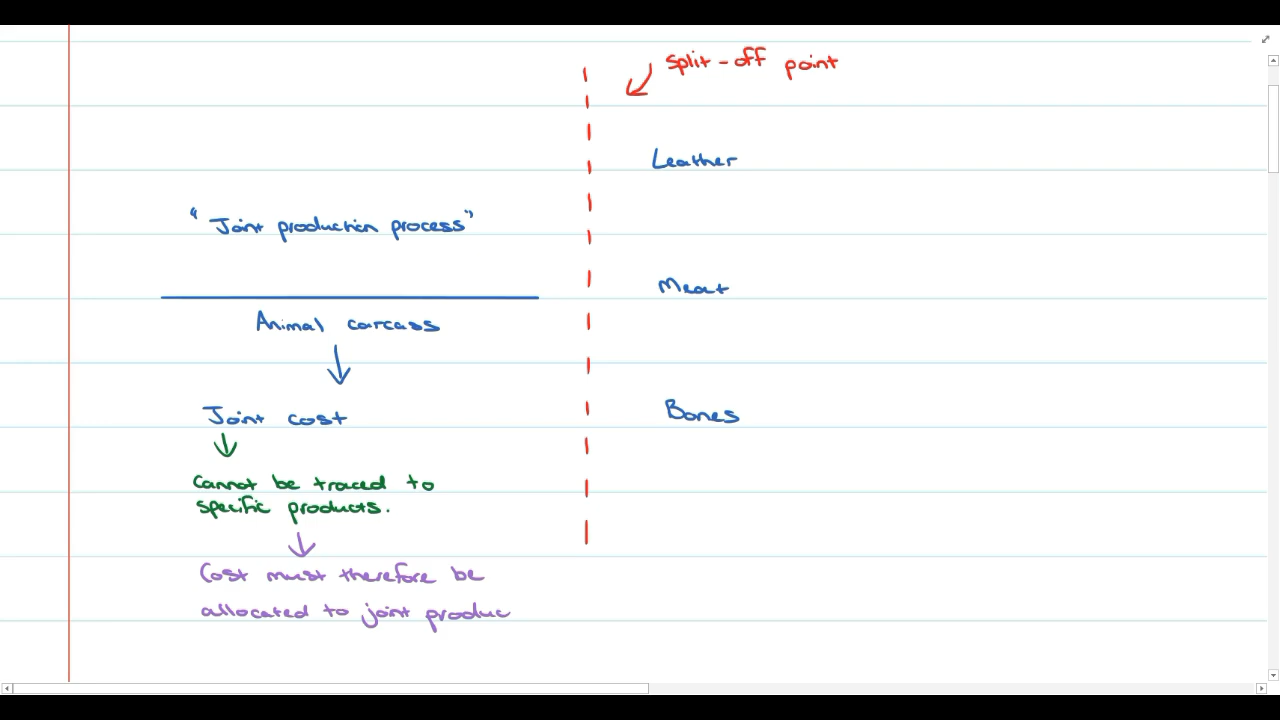 split-off point
Leather
"Joint production process"
Meat
Animal carcass
Joint cost
Bones
Cannot be traced to
specific products.
Cost must therefore be
allocated to joint produc